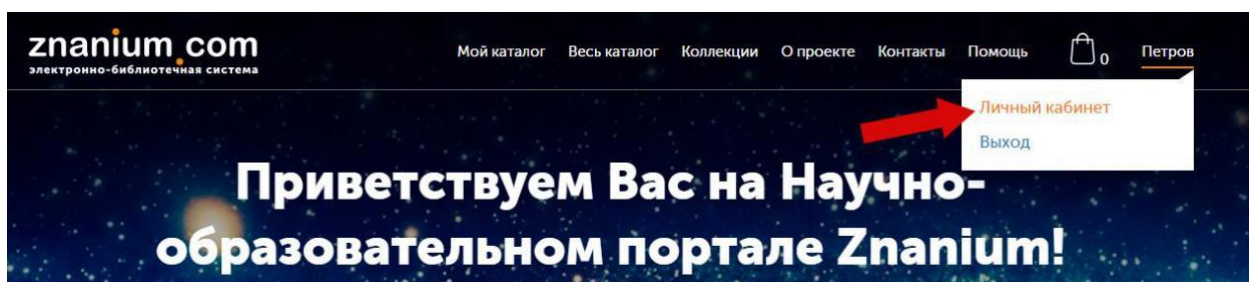 znanium.com
электронно-библиотечная система
Мой каталог Весь каталог Коллекции О проекте Контакты Помощь 0 Петров
Личный кабинет
Выход
Приветствуем Вас на Научно-
образовательном портале Znanium!